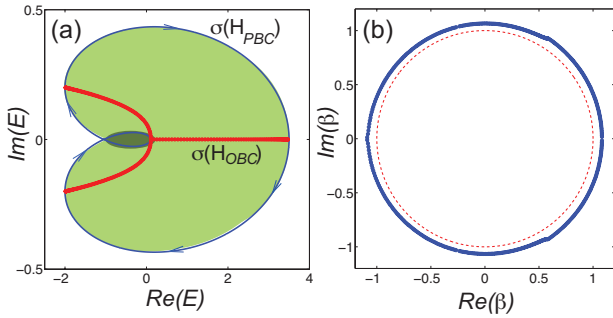 (a)
σ(H_PBC)
σ(H_OBC)
Im(E)
0.5
0
-0.5
-2
0
2
4
Re(E)
(b)
Im(β)
1
0.5
0
-0.5
-1
-1
-0.5
0
0.5
1
Re(β)